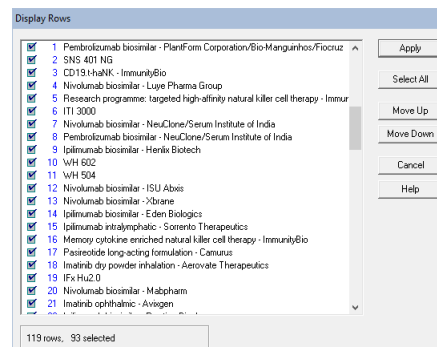 Display Rows
1 Pembrolizumab biosimilar - PlantForm Corporation/Bio-Manguinhos/Fiocruz
2 SNS 401 NG
3 CD19.t-haNK - ImmunityBio
4 Nivolumab biosimilar - Luye Pharma Group
5 Research programme: targeted high-affinity natural killer cell therapy - Immur
6 ITI 3000
7 Nivolumab biosimilar - NeuClone/Serum Institute of India
8 Pembrolizumab biosimilar - NeuClone/Serum Institute of India
9 Ipilimumab biosimilar - Henlix Biotech
10 WH 602
11 WH 504
12 Nivolumab biosimilar - ISU Abxis
13 Nivolumab biosimilar - Xbrane
14 Ipilimumab biosimilar - Eden Biologics
15 Ipilimumab intralymphatic - Sorrento Therapeutics
16 Memory cytokine enriched natural killer cell therapy - ImmunityBio
17 Pasireotide long-acting formulation - Camurus
18 Imatinib dry powder inhalation - Aerovate Therapeutics
19 IFx Hu2.0
20 Nivolumab biosimilar - Mabpharm
21 Imatinib ophthalmic - Avixgen
119 rows, 93 selected
Apply
Select All
Move Up
Move Down
Cancel
Help